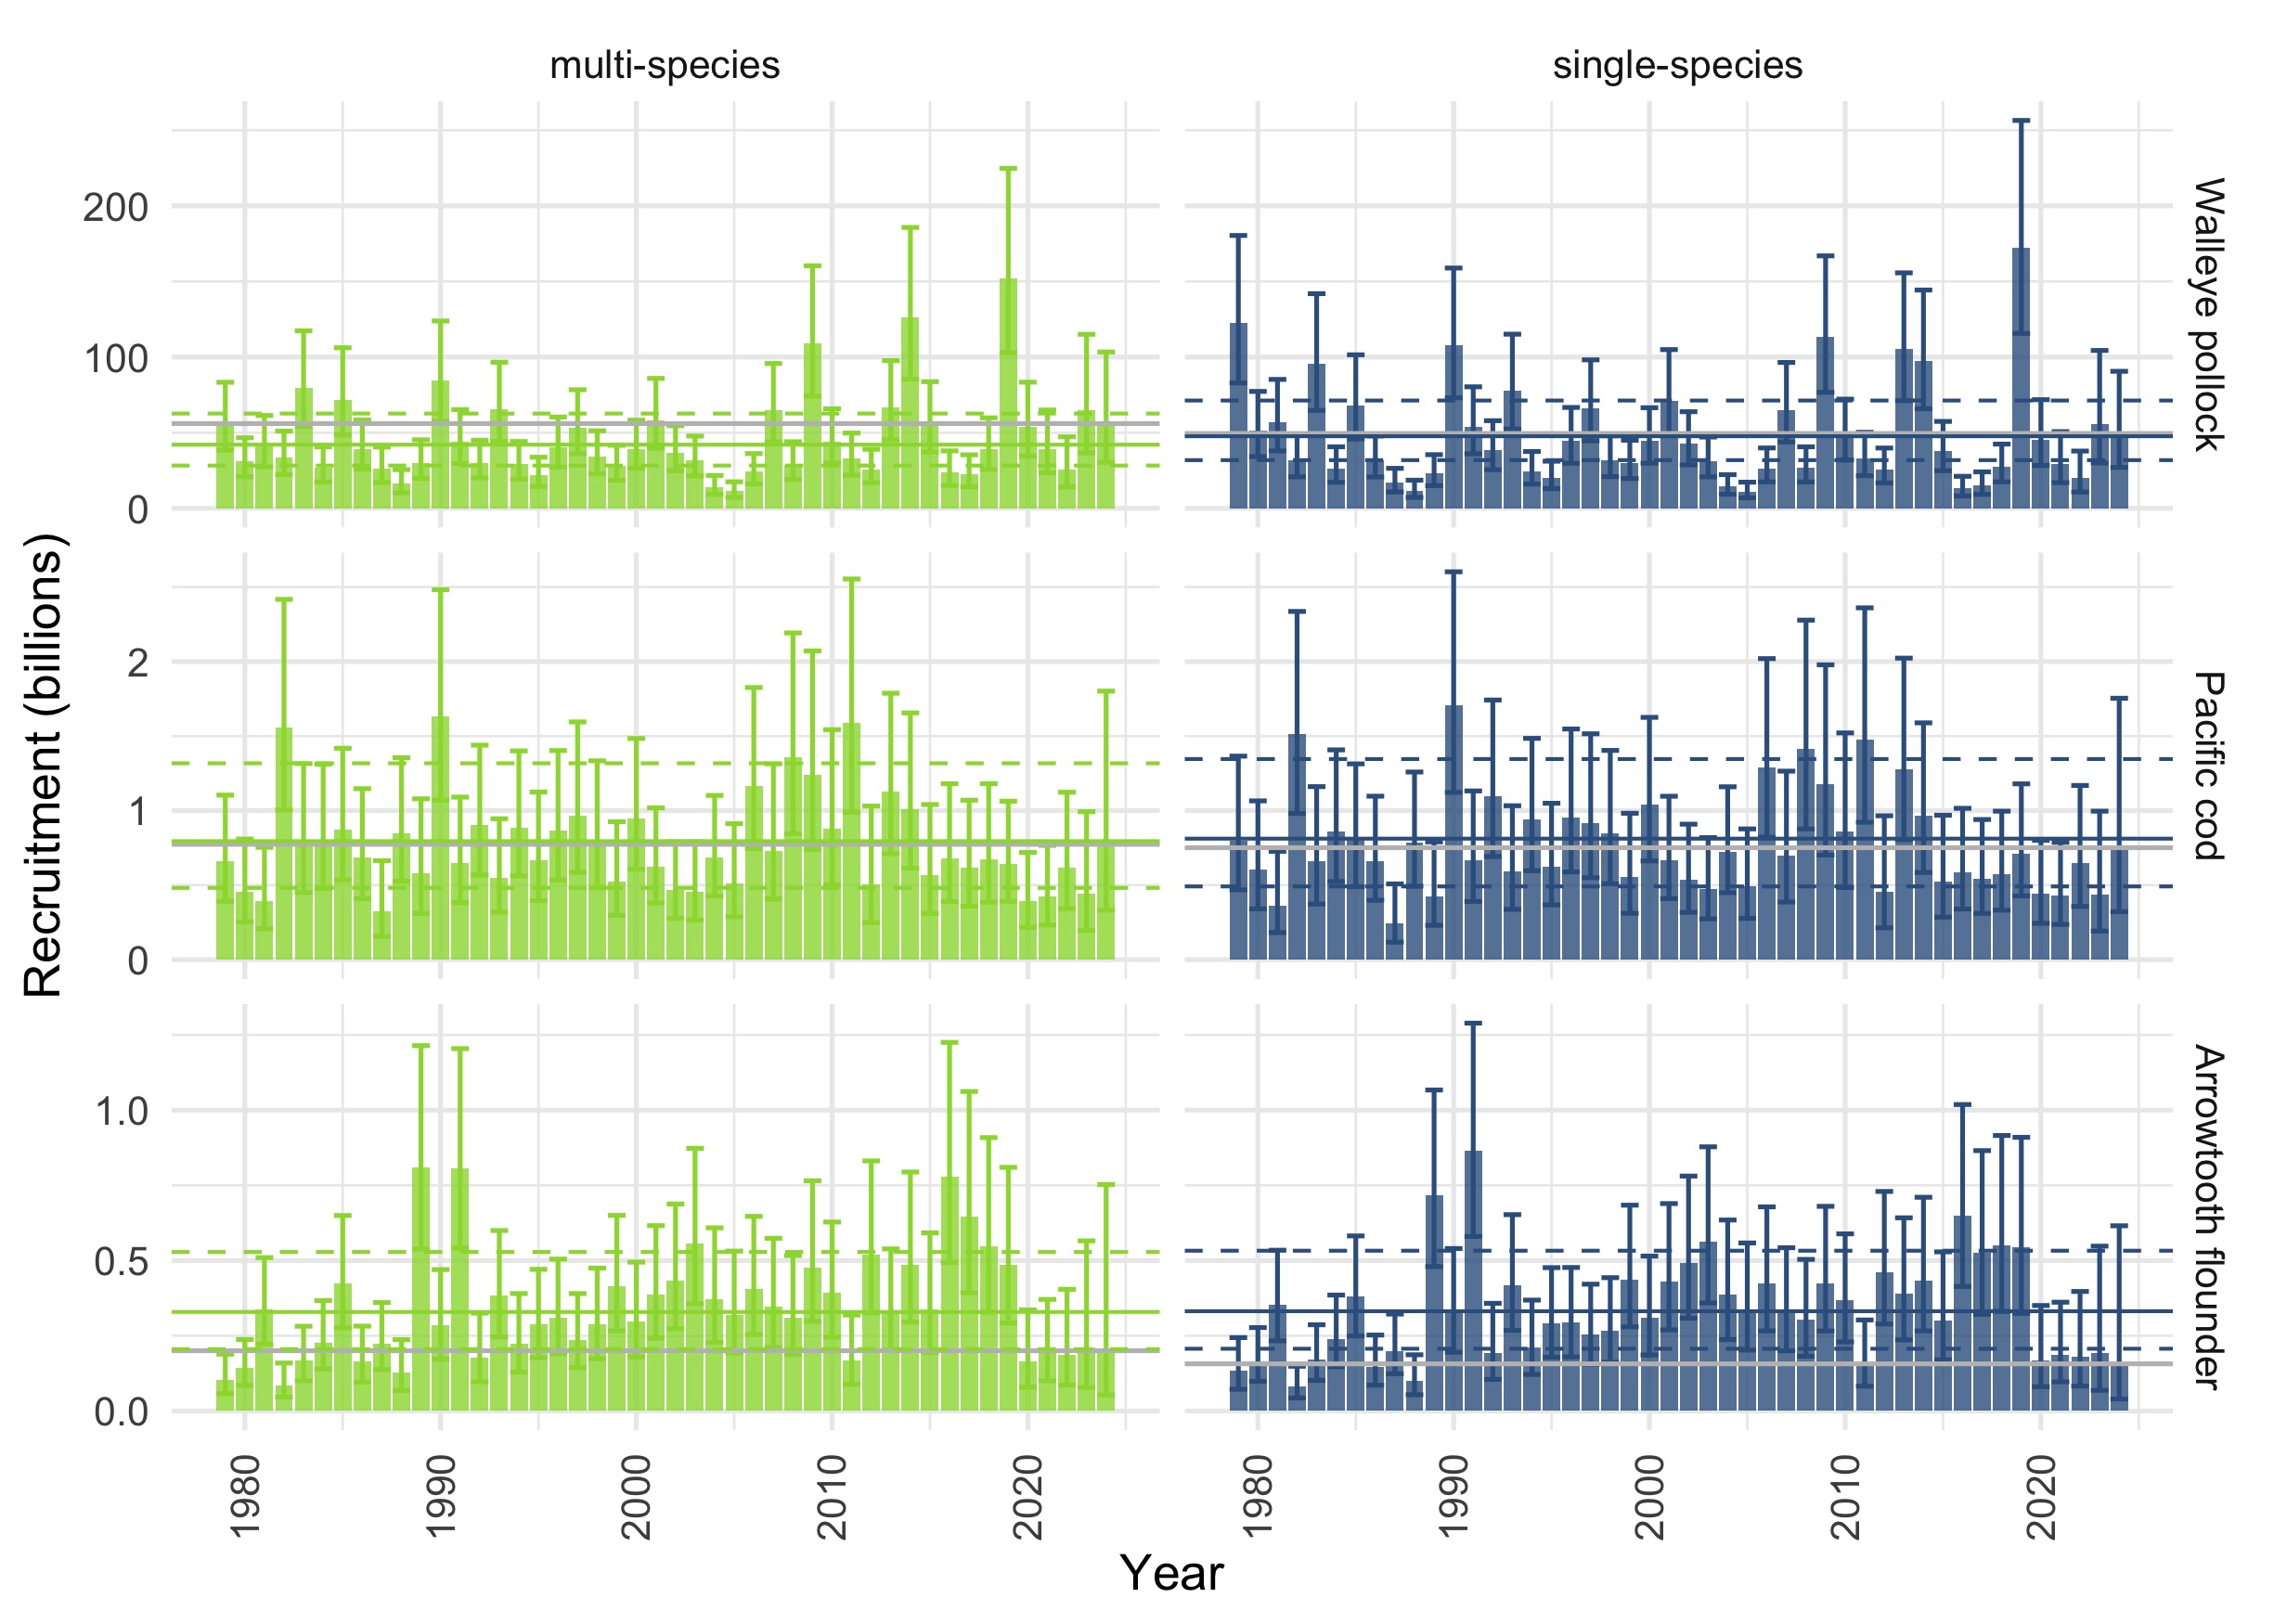 multi-species
single-species
200
100
0
Walleye pollock
2
1
0
Pacific cod
1.0
0.5
0.0
Arrowtooth flounder
Recruitment (billions)
1980
1990
2000
2010
2020
1980
1990
2000
2010
2020
Year